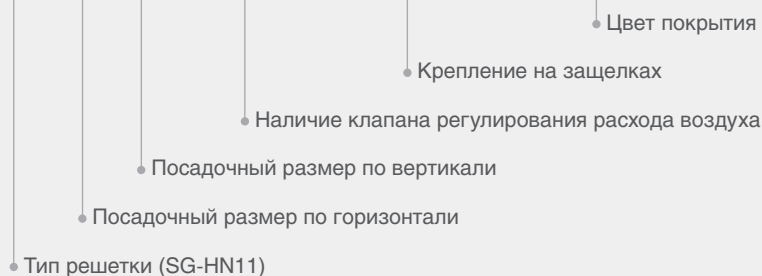 Цвет покрытия
Крепление на защелках
Наличие клапана регулирования расхода воздуха
Посадочный размер по вертикали
Посадочный размер по горизонтали
Тип решетки (SG-HN11)